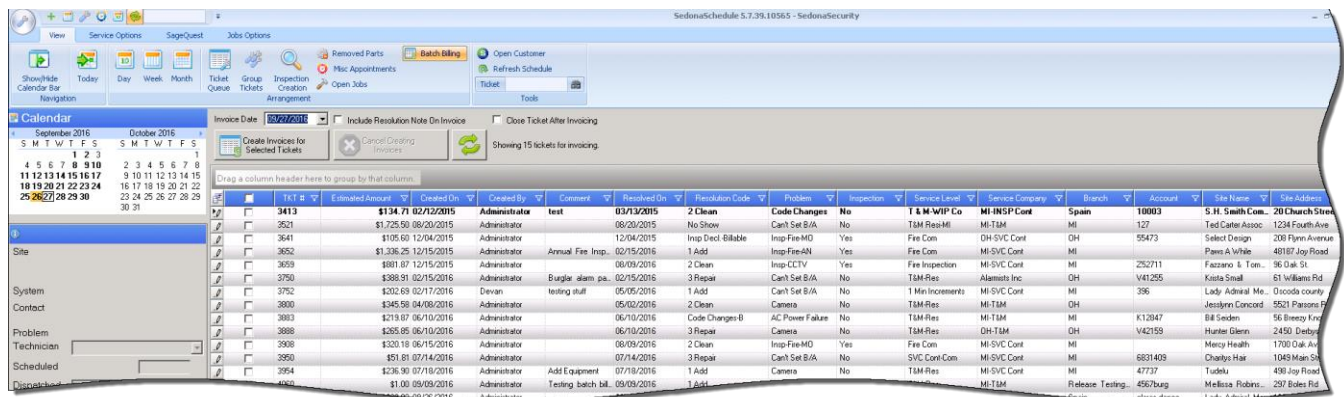 SedonaSchedule 5.7.39.10565 - SedonaSecurity
View Service Options SageQuest Jobs Options
Show/Hide Calendar Bar Today Day Week Month Ticket Queue Group Tickets Inspection Creation
Removed Parts Batch Billing
Misc Appointments
Open Jobs
Open Customer
Refresh Schedule
Ticket
Navigation Arrangement Tools
Calendar
September 2016 October 2016
S M T W T F S S M T W T F S
1 2 3 1
4 5 6 7 8 9 10 2 3 4 5 6 7 8
11 12 13 14 15 16 17 9 10 11 12 13 14 15
18 19 20 21 22 23 24 16 17 18 19 20 21 22
25 26 27 28 29 23 24 25 26 27 28 29
30 31
Site
System
Contact
Problem
Technician
Scheduled
Dispatched
Invoice Date 09/27/2016 Include Resolution Note On Invoice Close Ticket After Invoicing
Create Invoices for Selected Tickets Cancel Creating Invoices Showing 15 tickets for invoicing.
Drag a column header here to group by that column.
TKT # Estimated Amount Created On Created By Comment Resolved On Resolution Code Problem Inspection Service Level Service Company Branch Account Site Name Site Address
3413 $134.71 02/12/2015 Administrator test 03/13/2015 2 Clean Code Changes No T & M-WIP Co MI-INSP Cont Spain 10003 S.H. Smith Com... 20 Church Stree
3521 $1,725.50 08/20/2015 Administrator 08/20/2015 No Show Can't Set B/A No T&M Resi-MI MI-T&M MI 127 Ted Carter Assoc 1234 Fourth Ave
3641 $105.60 12/04/2015 Administrator 12/04/2015 Insp Decl.-Billable Insp-Fire-MO Yes Fire Com OH-SVC Cont OH 55473 Select Design 208 Flynn Avenue
3652 $1,336.25 12/15/2015 Administrator Annual Fire Insp... 02/15/2016 1 Add Insp-Fire-AN Yes Fire Com MI-SVC Cont MI Paws A While 48187 Joy Road
3659 $881.87 12/15/2015 Administrator 08/09/2016 2 Clean Insp-CCTV Yes Fire Inspection MI-SVC Cont MI Z52711 Fazzano & Tom... 96 Oak St.
3750 $388.91 02/15/2016 Administrator Burglar alarm pa... 02/15/2016 3 Repair Can't Set B/A No T&M-Res Alarmists Inc OH V41255 Krista Small 61 Williams Rd
3752 $202.69 02/17/2016 Devan testing stuff 05/05/2016 1 Add Can't Set B/A No 1 Min Increments MI-SVC Cont MI 396 Lady Admiral Me... Oscoda county
3800 $345.59 04/08/2016 Administrator 05/02/2016 2 Clean Camera No T&M-Res MI-T&M OH Jesslynn Concord 5521 Parsons R
3883 $219.87 06/10/2016 Administrator 06/10/2016 Code Changes-B AC Power Failure No T&M-Res MI-T&M MI K12847 Bill Seiden 56 Breezy Kno
3888 $265.85 06/10/2016 Administrator 06/10/2016 3 Repair Camera No T&M-Res OH-T&M OH V42159 Hunter Glenn 2450 Derby
3908 $320.18 06/15/2016 Administrator 08/09/2016 2 Clean Insp-Fire-MO Yes Fire Com MI-SVC Cont MI Mercy Health 1700 Oak Av
3950 $51.81 07/14/2016 Administrator 07/14/2016 3 Repair Can't Set B/A No SVC Cont-Com MI-SVC Cont MI 6831409 Charitys Hair 1049 Main St
3954 $236.90 07/18/2016 Administrator Add Equipment 07/18/2016 1 Add Camera No T&M-Res MI-SVC Cont MI 47737 Tudelu 498 Joy Road
$1.00 09/09/2016 Administrator Testing batch bill... 09/09/2016 1 Add T&M-Res MI-T&M Release Testing... 4567burg Mellissa Robins... 297 Boles Rd